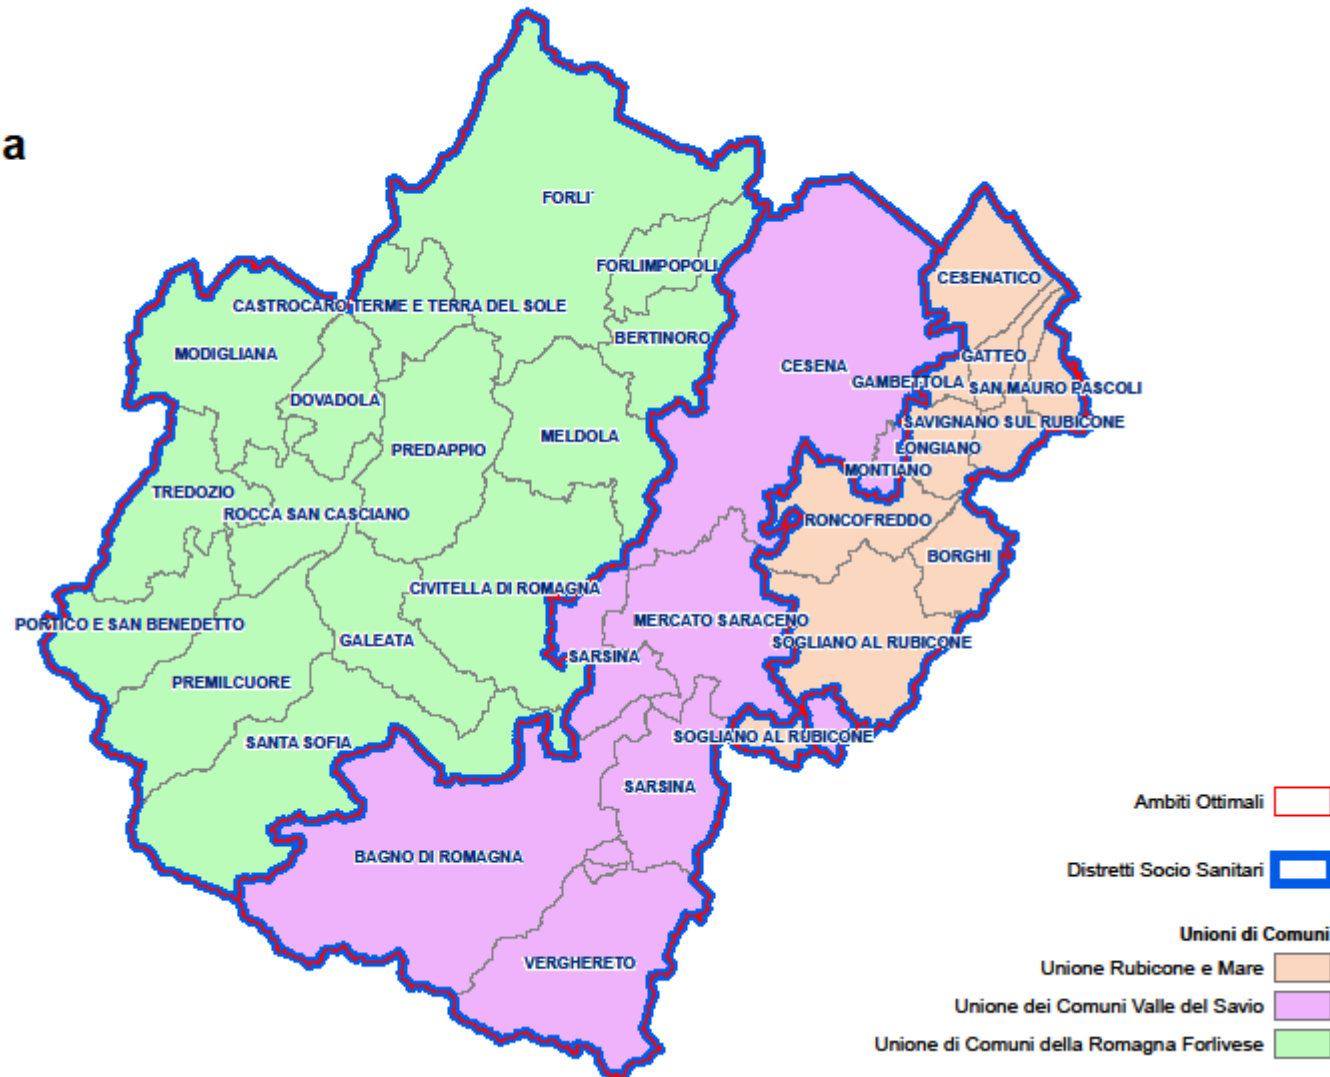 a
FORLI'
FORLIMPOPOLI
CESENATICO
CASTROCARO TERME E TERRA DEL SOLE
BERTINORO
MODIGLIANA
GATTEO
CESENA
GAMBETTOLA
SAN MAURO PASCOLI
DOVADOLA
SAVIGNANO SUL RUBICONE
MELDOLA
PREDAPPIO
LONGIANO
MONTIANO
TREDOZIO
ROCCA SAN CASCIANO
RONCOFREDDO
BORGHI
CIVITELLA DI ROMAGNA
PORTICO E SAN BENEDETTO
MERCATO SARACENO
GALEATA
SOGLIANO AL RUBICONE
SARSINA
PREMILCUORE
SANTA SOFIA
SOGLIANO AL RUBICONE
SARSINA
BAGNO DI ROMAGNA
VERGHERETO
Ambiti Ottimali
Distretti Socio Sanitari
Unioni di Comuni
Unione Rubicone e Mare
Unione dei Comuni Valle del Savio
Unione di Comuni della Romagna Forlivese